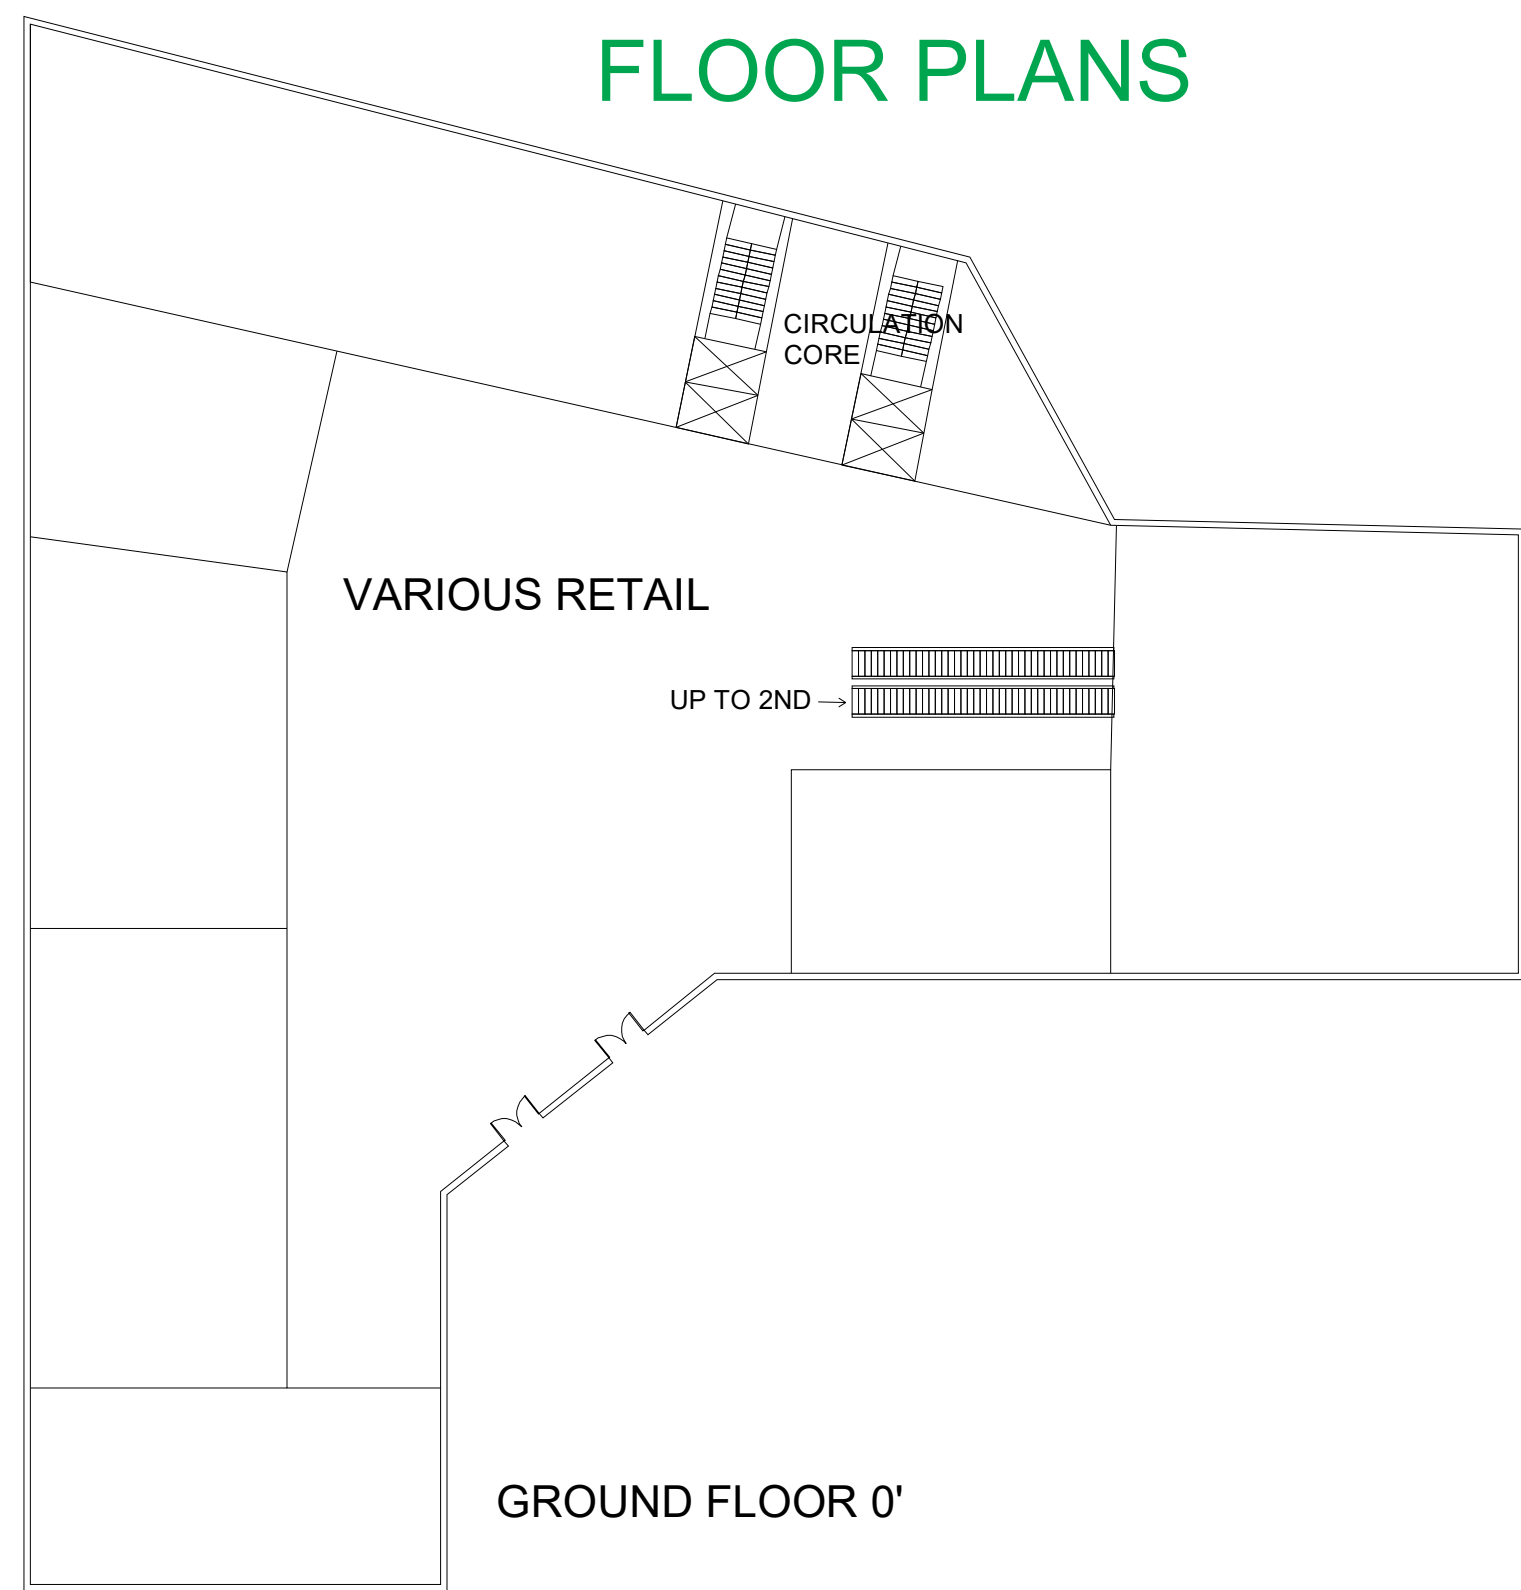 FLOOR PLANS
CIRCULATION
CORE
VARIOUS RETAIL
UP TO 2ND
GROUND FLOOR 0'